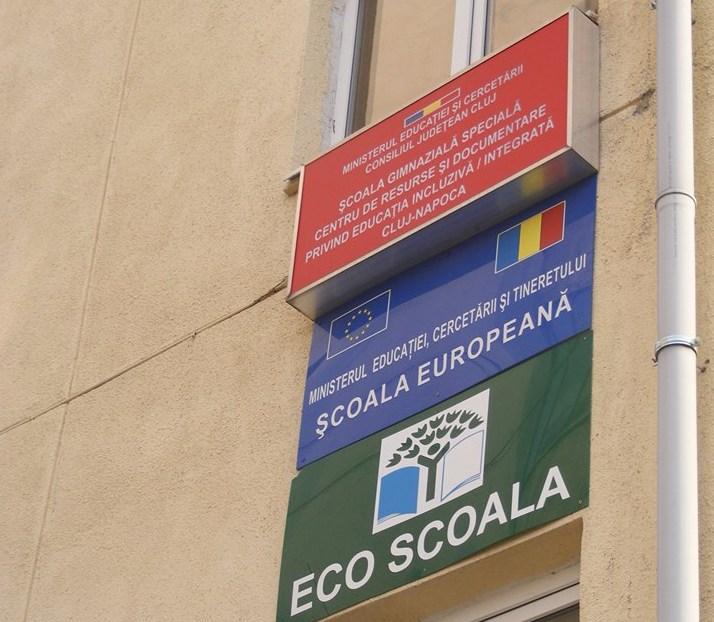 MINISTERUL EDUCAȚIEI ȘI CERCETĂRII
CONSILIUL JUDEȚEAN CLUJ
ȘCOALA GIMNAZIALĂ SPECIALĂ
CENTRU DE RESURSE ȘI DOCUMENTARE
PRIVIND EDUCAȚIA INCLUZIVĂ / INTEGRATĂ
CLUJ-NAPOCA
MINISTERUL EDUCAȚIEI, CERCETĂRII ȘI TINERETULUI
ȘCOALA EUROPEANĂ
ECO SCOALA